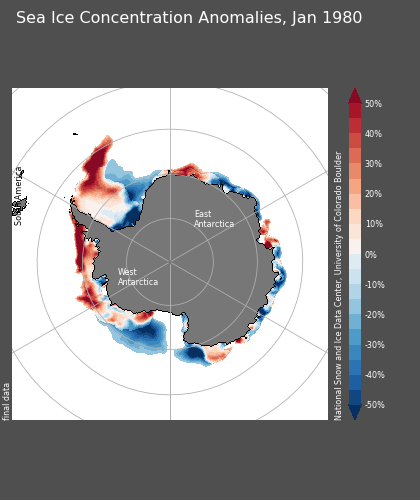 Sea Ice Concentration Anomalies, Jan 1980
50%
40%
30%
20%
10%
0%
-10%
-20%
-30%
-40%
-50%
South America
East
Antarctica
West
Antarctica
National Snow and Ice Data Center, University of Colorado Boulder
final data